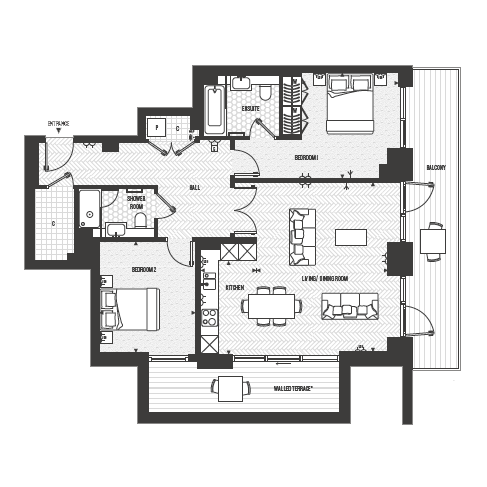 ENTRANCE
P
C
ENSUITE
BEDROOM 1
BALCONY
HALL
SHOWER
ROOM
C
BEDROOM 2
KITCHEN
LIVING / DINING ROOM
WALLED TERRACE*